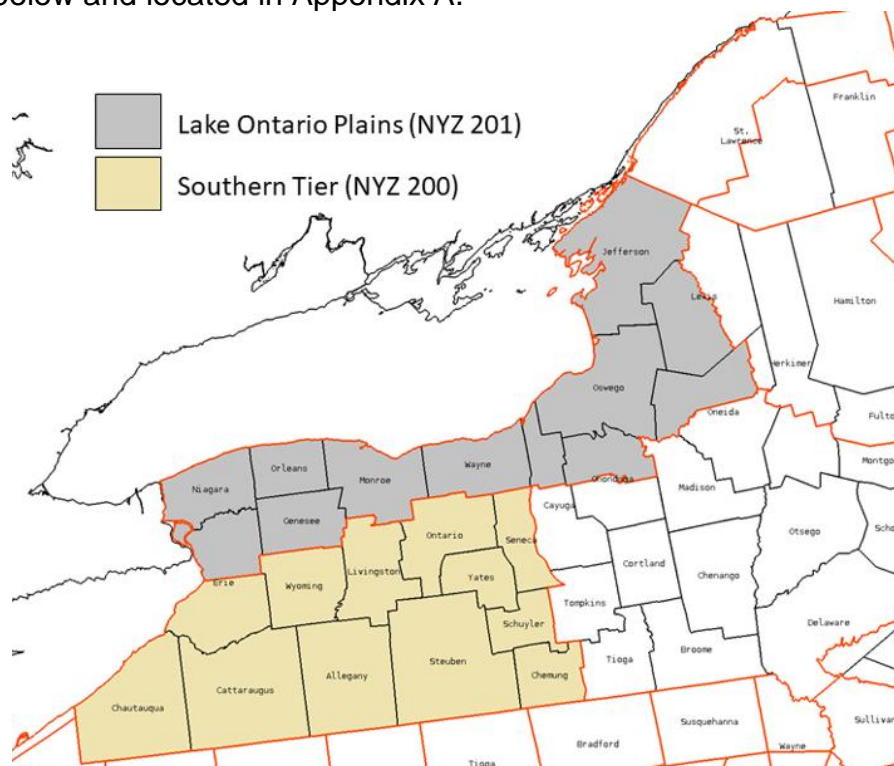 below and located in Appendix A.
Lake Ontario Plains (NYZ 201)
Southern Tier (NYZ 200)
Franklin
St.
Lawrence
Jefferson
Lewis
Hamilton
Herkimer
Oswego
Oneida
Fulto
Montgo
Niagara
Orleans
Monroe
Wayne
Onondaga
Genesee
Cayuga
Madison
Otsego
Scho
Ontario
Seneca
Erie
Wyoming
Livingston
Yates
Cortland
Chenango
Tompkins
Schuyler
Delaware
Chautauqua
Cattaraugus
Allegany
Steuben
Chemung
Tioga
Broome
Susquehanna
Sullivan
Bradford
Wayne
Tioga